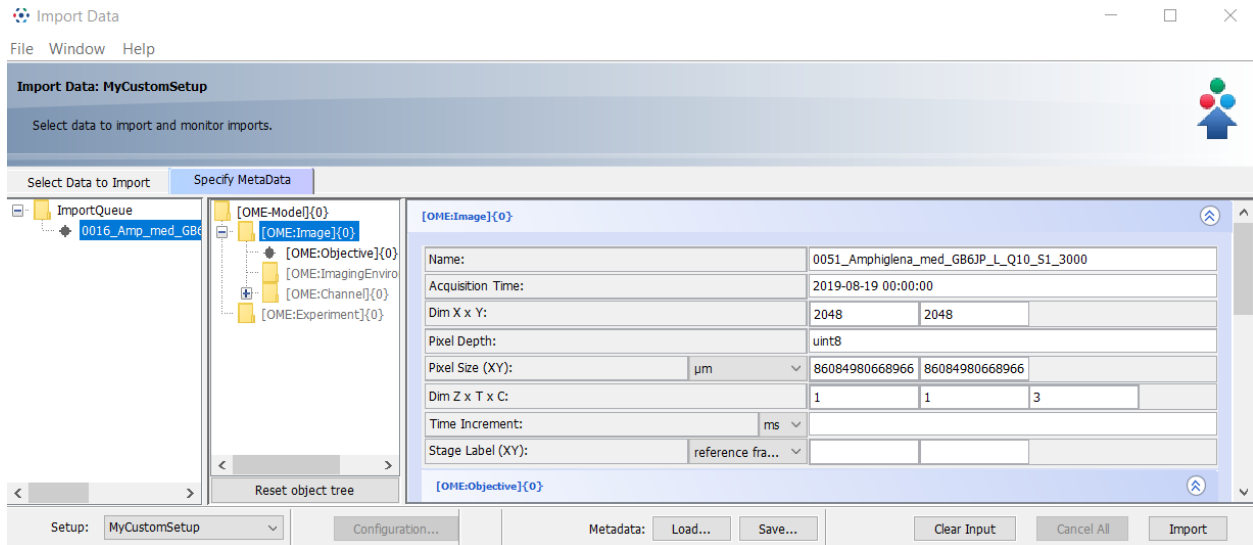 Import Data
File Window Help
Import Data: MyCustomSetup
Select data to import and monitor imports.
Select Data to Import
Specify MetaData
ImportQueue
0016_Amp_med_GB6
[OME-Model]{0}
[OME:Image]{0}
[OME:Objective]{0}
[OME:ImagingEnviro
[OME:Channel]{0}
[OME:Experiment]{0}
Reset object tree
[OME:Image]{0}
Name: 0051_Amphiglena_med_GB6JP_L_Q10_S1_3000
Acquisition Time: 2019-08-19 00:00:00
Dim X x Y: 2048 2048
Pixel Depth: uint8
Pixel Size (XY): µm 86084980668966 86084980668966
Dim Z x T x C: 1 1 3
Time Increment: ms
Stage Label (XY): reference fra...
[OME:Objective]{0}
Setup: MyCustomSetup Configuration... Metadata: Load... Save... Clear Input Cancel All Import